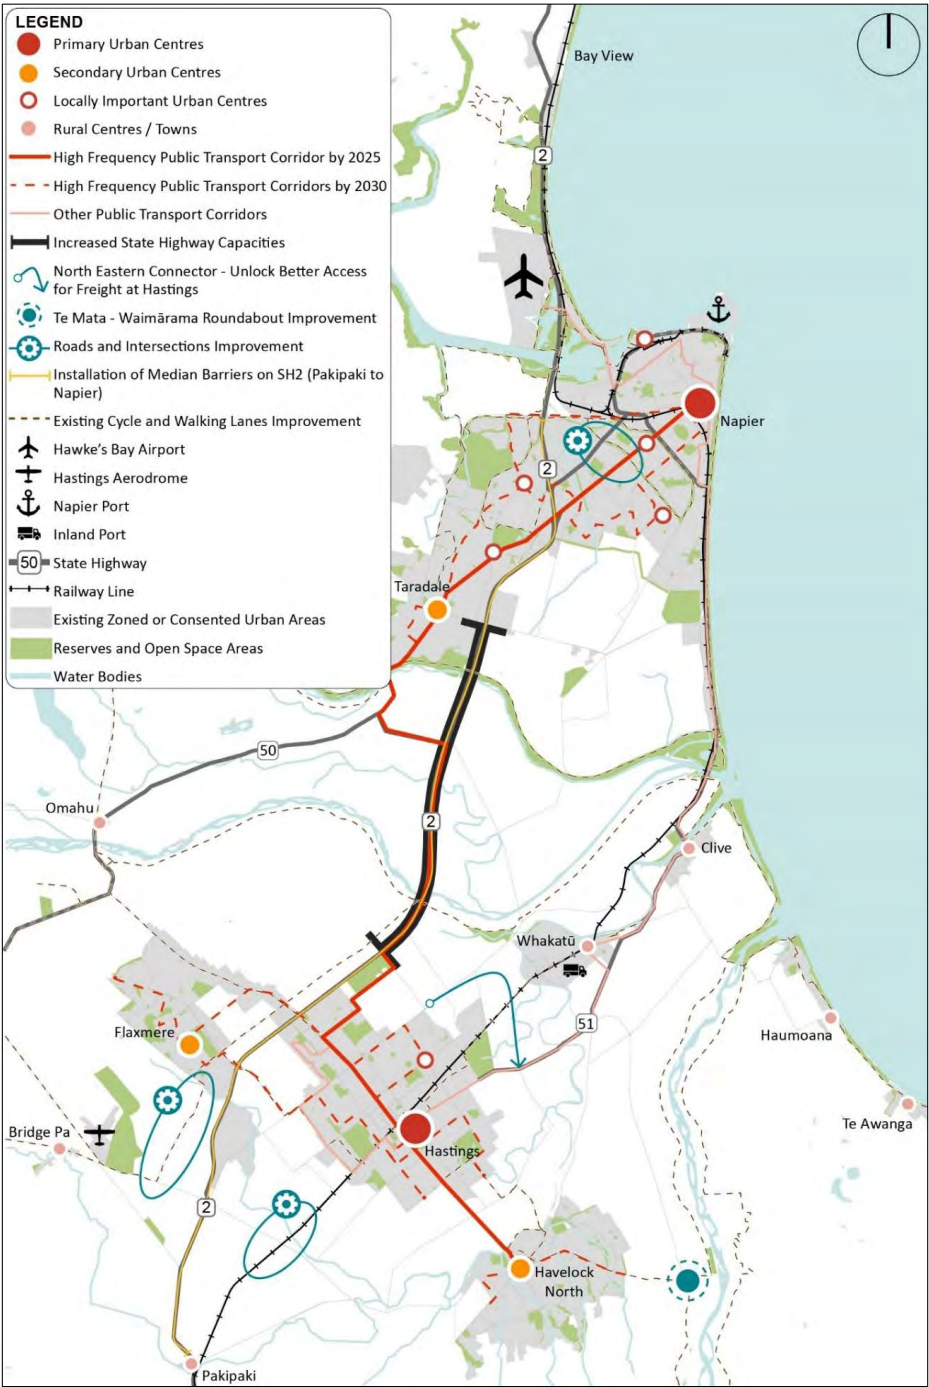 LEGEND
Primary Urban Centres
Secondary Urban Centres
Locally Important Urban Centres
Rural Centres / Towns
High Frequency Public Transport Corridor by 2025
High Frequency Public Transport Corridors by 2030
Other Public Transport Corridors
Increased State Highway Capacities
North Eastern Connector - Unlock Better Access
for Freight at Hastings
Te Mata - Waimārama Roundabout Improvement
Roads and Intersections Improvement
Installation of Median Barriers on SH2 (Pakipaki to
Napier)
Existing Cycle and Walking Lanes Improvement
Hawke's Bay Airport
Hastings Aerodrome
Napier Port
Inland Port
50 State Highway
Railway Line
Existing Zoned or Consented Urban Areas
Reserves and Open Space Areas
Water Bodies
Bay View
2
Napier
2
Taradale
50
Omahu
2
Clive
Whakatū
51
Flaxmere
Haumoana
Te Awanga
Bridge Pa
Hastings
2
Havelock
North
Pakipaki